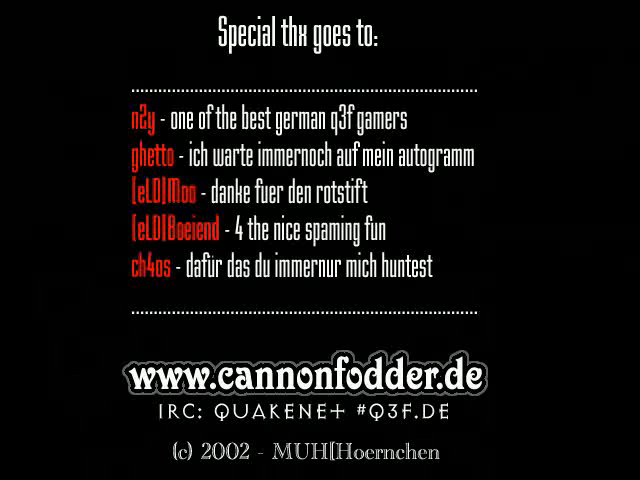 Special thx goes to:
n2y - one of the best german q3f gamers
ghetto - ich warte immernoch auf mein autogramm
[eLD]Moo - danke fuer den rotstift
[eLD]Boeiend - 4 the nice spaming fun
ch4os - dafür das du immernur mich huntest
www.cannonfodder.de
IRC: QUAKENET #Q3F.DE
(c) 2002 - MUH[Hoernchen